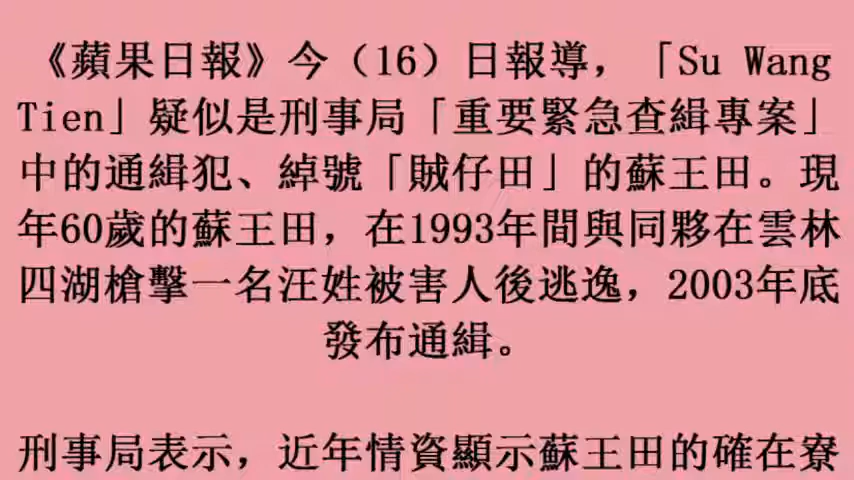 《蘋果日報》今（16）日報導，「Su Wang
Tien」疑似是刑事局「重要緊急查緝專案」
中的通緝犯、綽號「賊仔田」的蘇王田。現
年60歲的蘇王田，在1993年間與同夥在雲林
四湖槍擊一名汪姓被害人後逃逸，2003年底
發布通緝。
刑事局表示，近年情資顯示蘇王田的確在寮